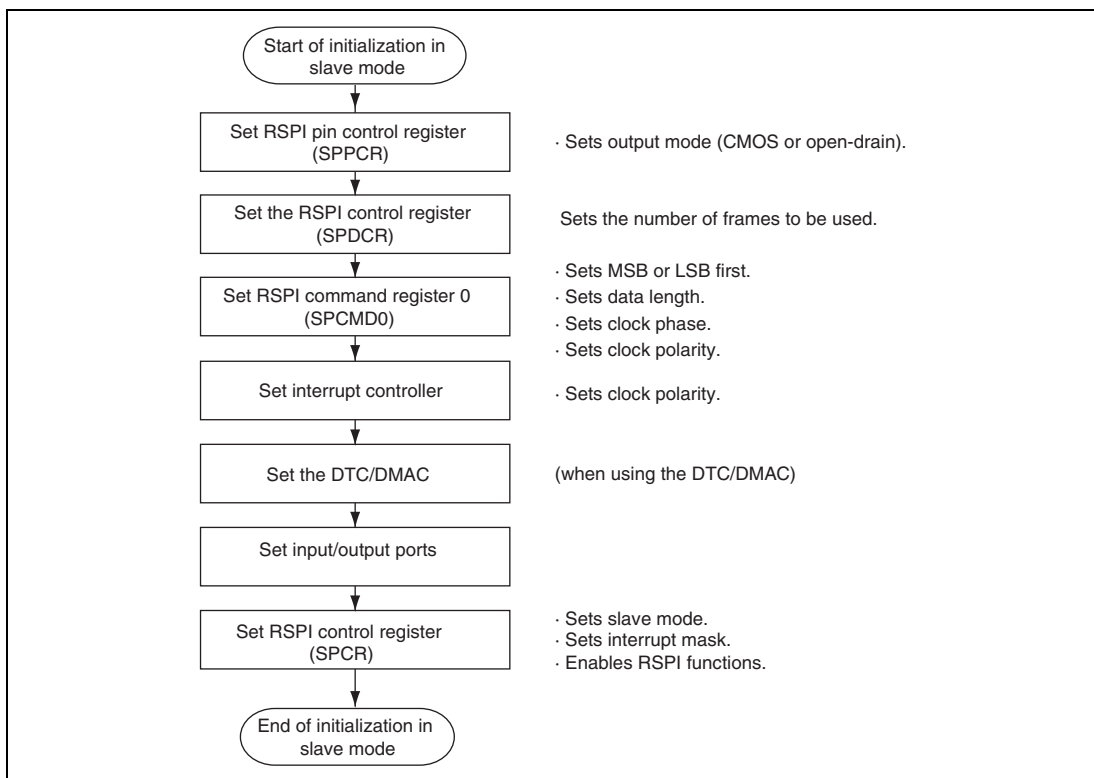 Start of initialization in
slave mode
Set RSPI pin control register
(SPPCR)
· Sets output mode (CMOS or open-drain).
Set the RSPI control register
(SPDCR)
Sets the number of frames to be used.
Set RSPI command register 0
(SPCMD0)
· Sets MSB or LSB first.
· Sets data length.
· Sets clock phase.
· Sets clock polarity.
Set interrupt controller
· Sets clock polarity.
Set the DTC/DMAC
(when using the DTC/DMAC)
Set input/output ports
Set RSPI control register
(SPCR)
· Sets slave mode.
· Sets interrupt mask.
· Enables RSPI functions.
End of initialization in
slave mode